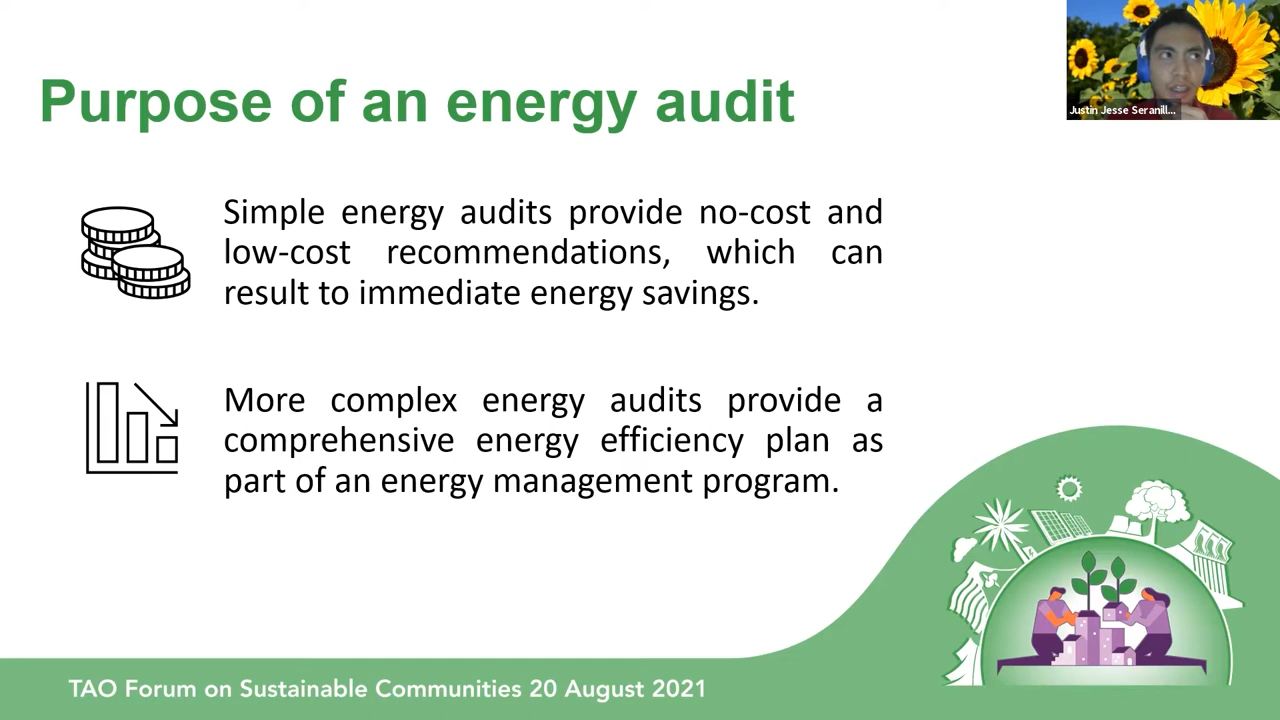 Purpose of an energy audit
Justin Jesse Seranill...
Simple energy audits provide no-cost and
low-cost recommendations, which can
result to immediate energy savings.
More complex energy audits provide a
comprehensive energy efficiency plan as
part of an energy management program.
TAO Forum on Sustainable Communities 20 August 2021